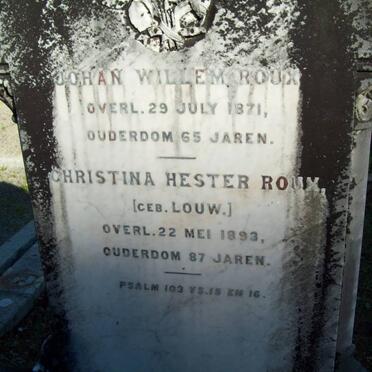 JOHAN WILLEM ROUX
OVERL. 29 JULY 1871,
OUDERDOM 65 JAREN.
CHRISTINA HESTER ROUX,
[GEB. LOUW.]
OVERL. 22 MEI 1893,
OUDERDOM 87 JAREN.
PSALM 103 VS. 15 EN 16.